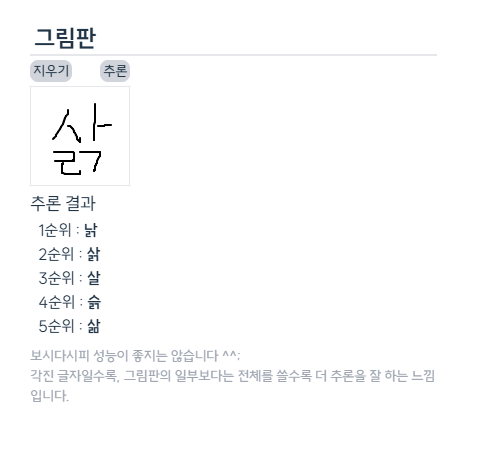 그림판
지우기 추론
삵
추론 결과
1순위 : 낡
2순위 : 삵
3순위 : 살
4순위 : 슭
5순위 : 삶
보시다시피 성능이 좋지는 않습니다 ^^;
각진 글자일수록, 그림판의 일부보다는 전체를 쓸수록 더 추론을 잘 하는 느낌
입니다.